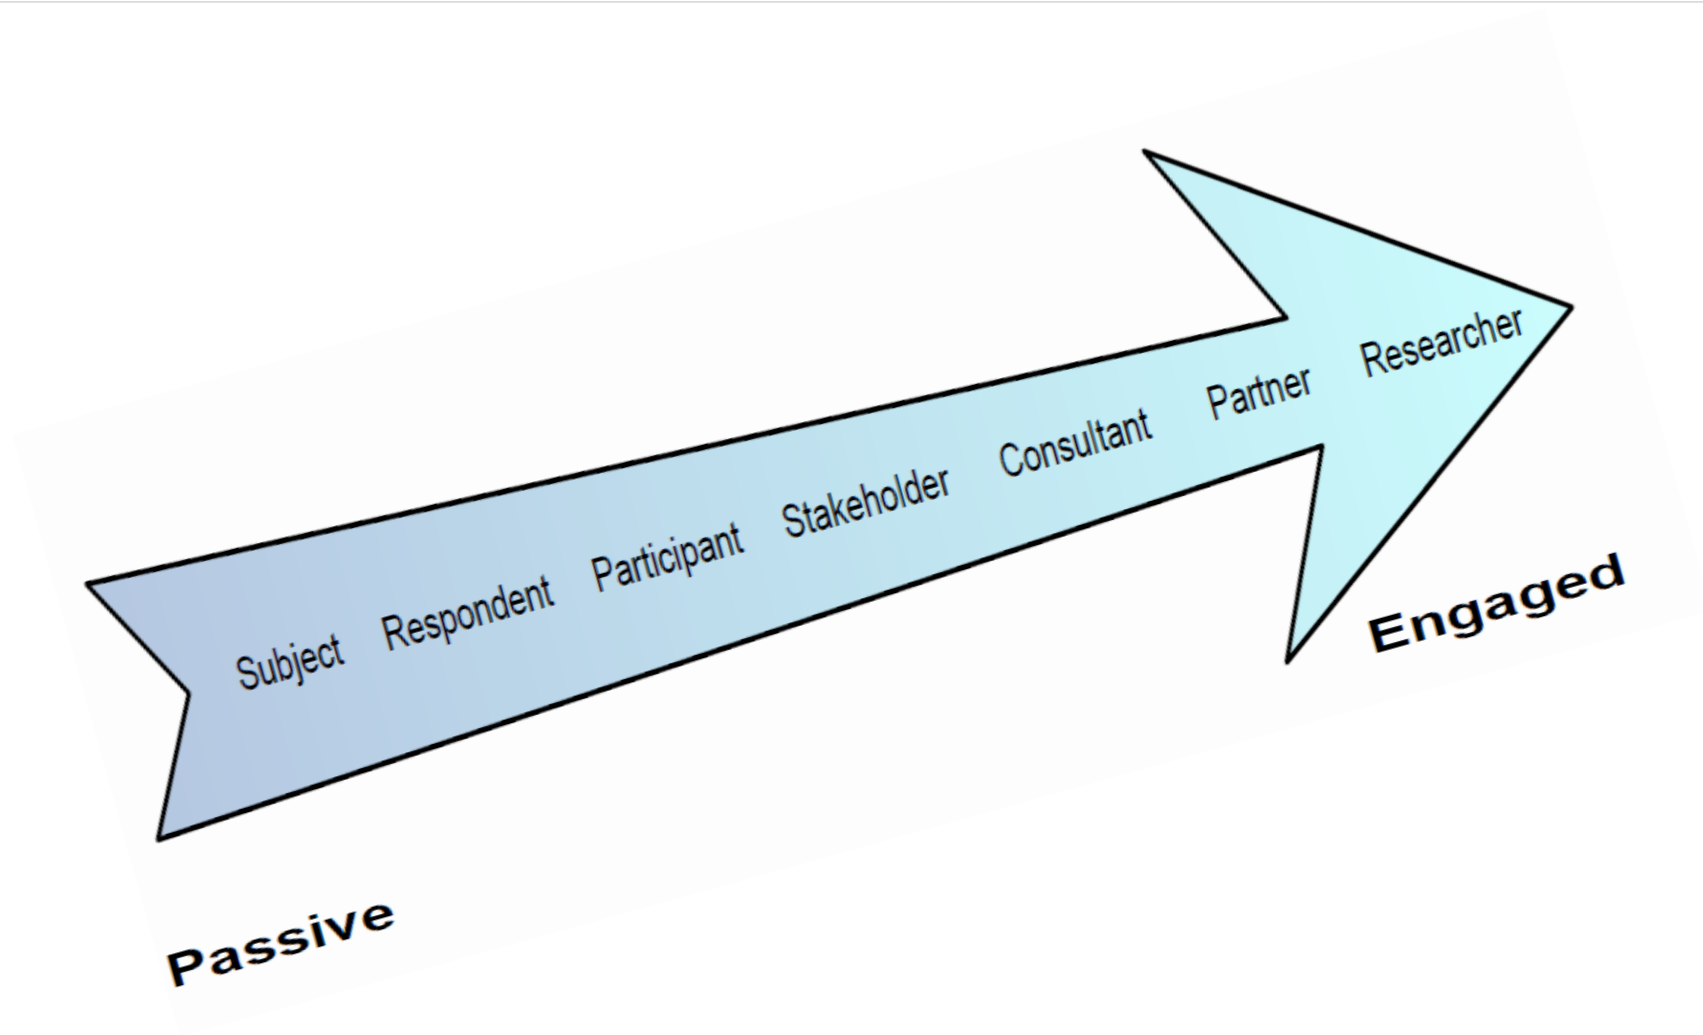 Subject Respondent Participant Stakeholder Consultant Partner Researcher
Passive
Engaged